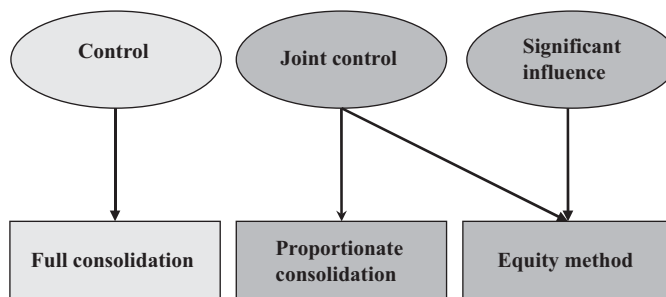 Control
Joint control
Significant
influence
Full consolidation
Proportionate
consolidation
Equity method